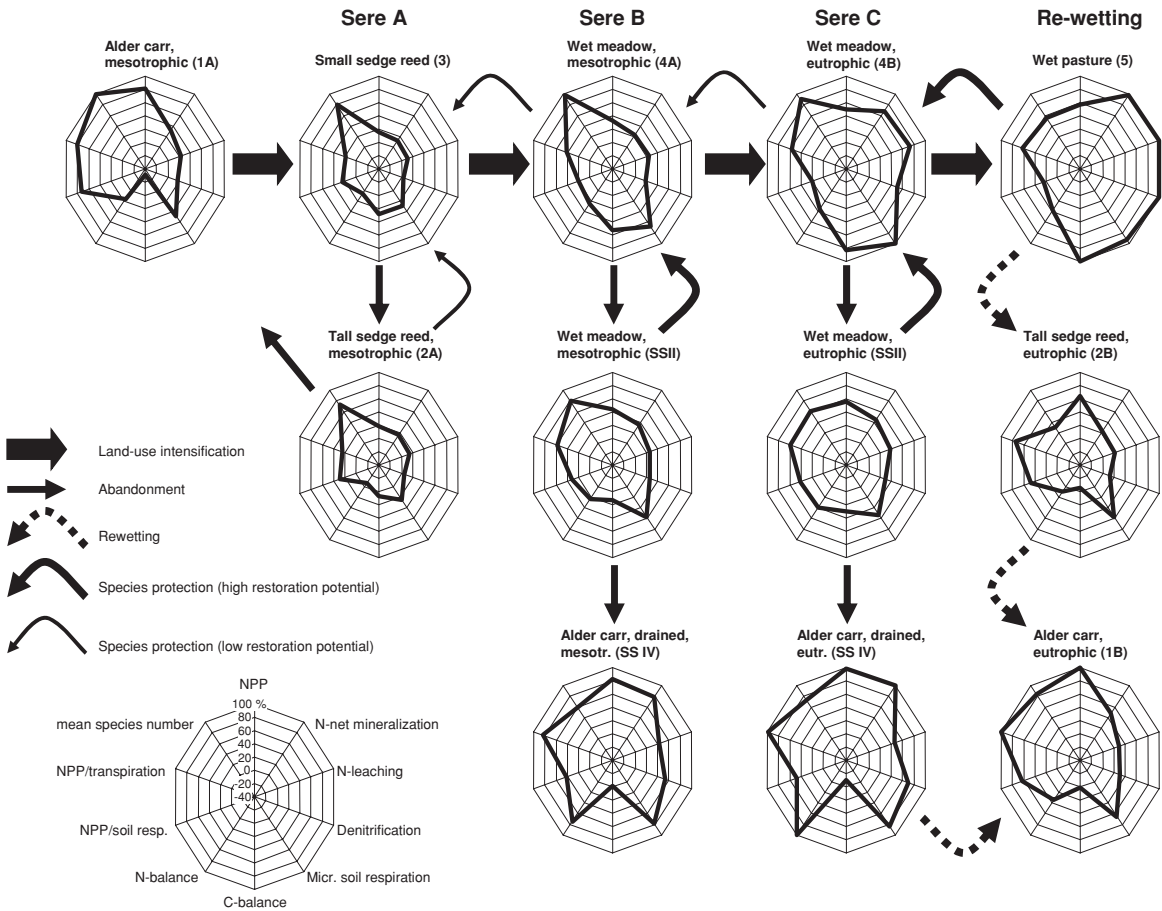 Sere A
Sere B
Sere C
Re-wetting
Alder carr,
mesotrophic (1A)
Small sedge reed (3)
Wet meadow,
mesotrophic (4A)
Wet meadow,
eutrophic (4B)
Wet pasture (5)
Tall sedge reed,
mesotrophic (2A)
Wet meadow,
mesotrophic (SSII)
Wet meadow,
eutrophic (SSII)
Tall sedge reed,
eutrophic (2B)
Land-use intensification
Abandonment
Rewetting
Species protection (high restoration potential)
Species protection (low restoration potential)
Alder carr, drained,
mesotr. (SS IV)
Alder carr, drained,
eutr. (SS IV)
Alder carr,
eutrophic (1B)
NPP
100 %
80
60
40
20
0
-20
-40
mean species number
N-net mineralization
NPP/transpiration
N-leaching
NPP/soil resp.
Denitrification
N-balance
Micr. soil respiration
C-balance